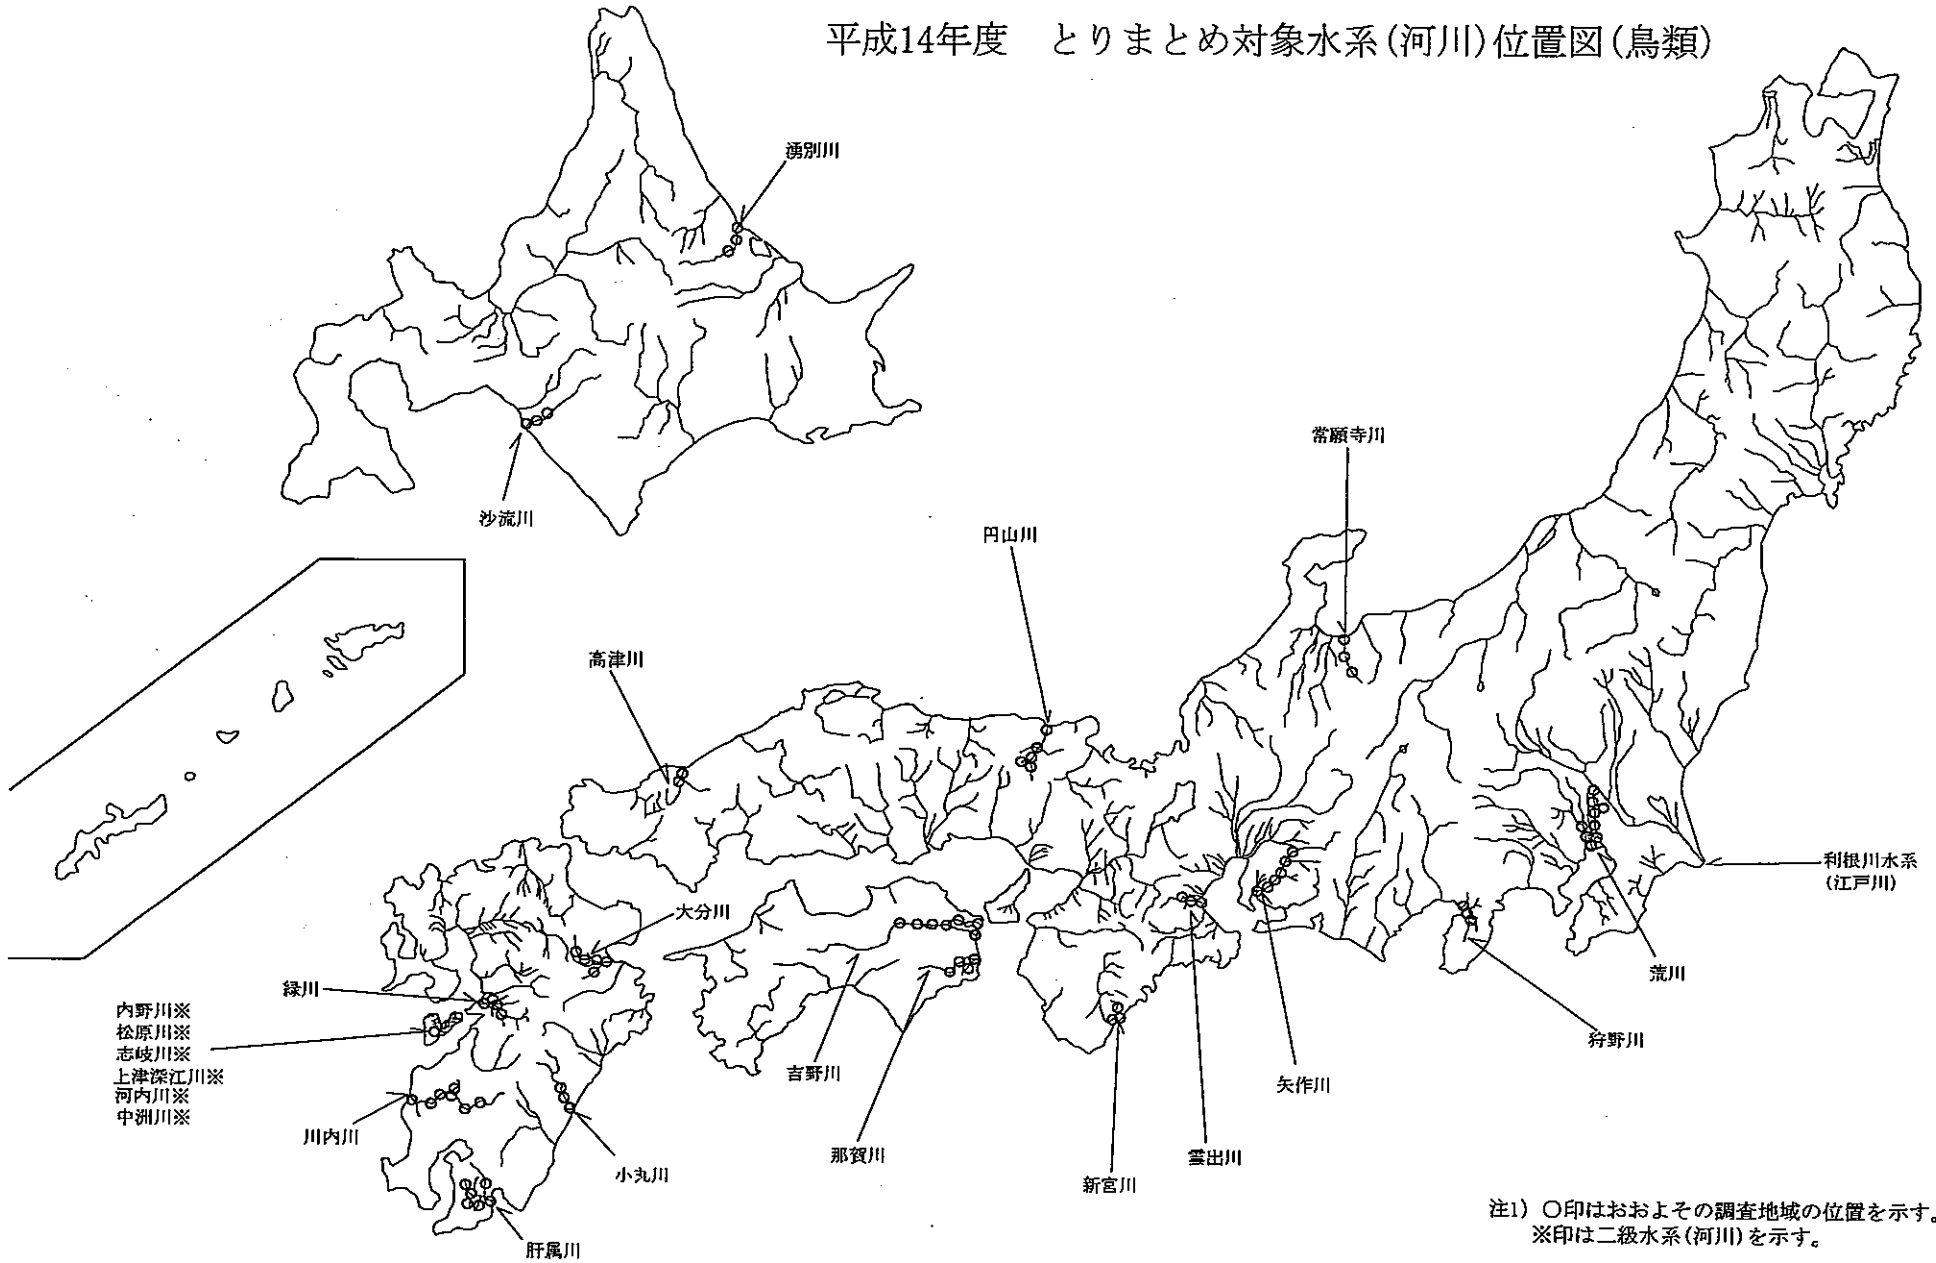 平成14年度　とりまとめ対象水系(河川)位置図(鳥類)
湧別川
沙流川
常願寺川
円山川
高津川
利根川水系
(江戸川)
大分川
荒川
緑川
内野川※
松原川※
志岐川※
上津深江川※
河内川※
中洲川※
狩野川
吉野川
矢作川
川内川
那賀川
雲出川
小丸川
新宮川
肝属川
注1) ○印はおおよその調査地域の位置を示す。
※印は二級水系(河川)を示す。